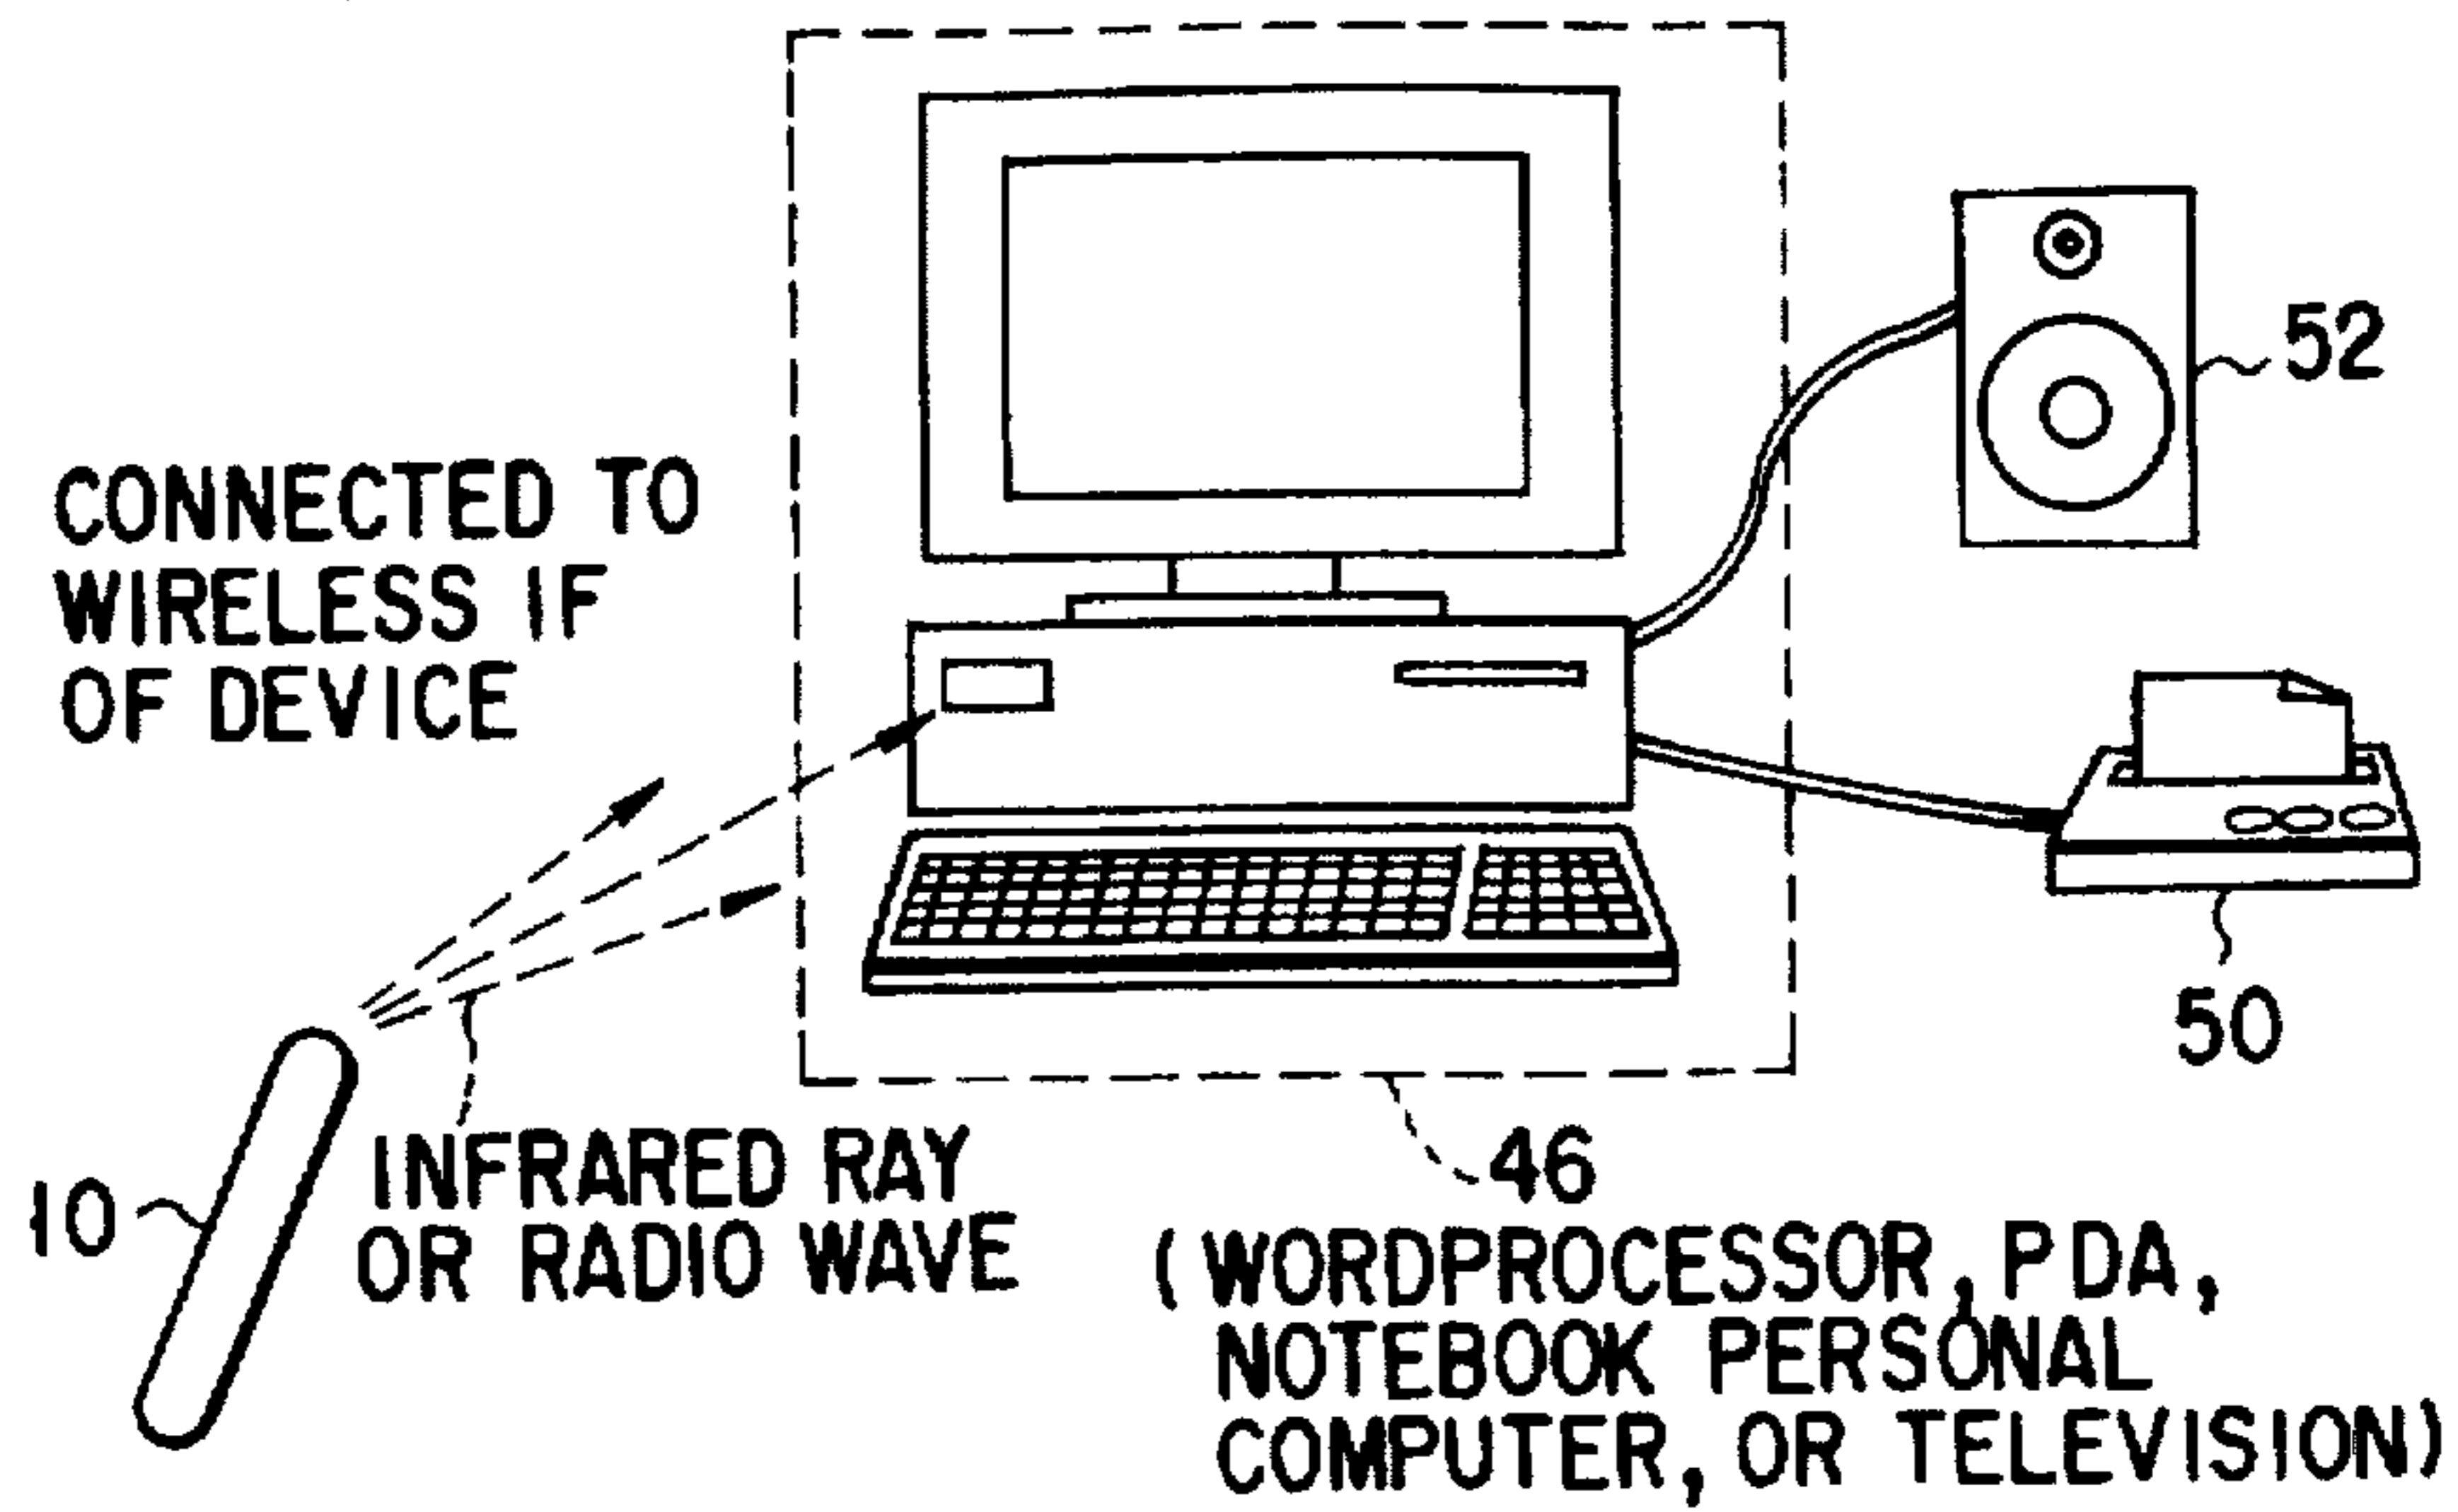 CONNECTED TO
WIRELESS IF
OF DEVICE
52
50
10
INFRARED RAY
OR RADIO WAVE
46
(WORDPROCESSOR, PDA,
NOTEBOOK PERSONAL
COMPUTER, OR TELEVISION)